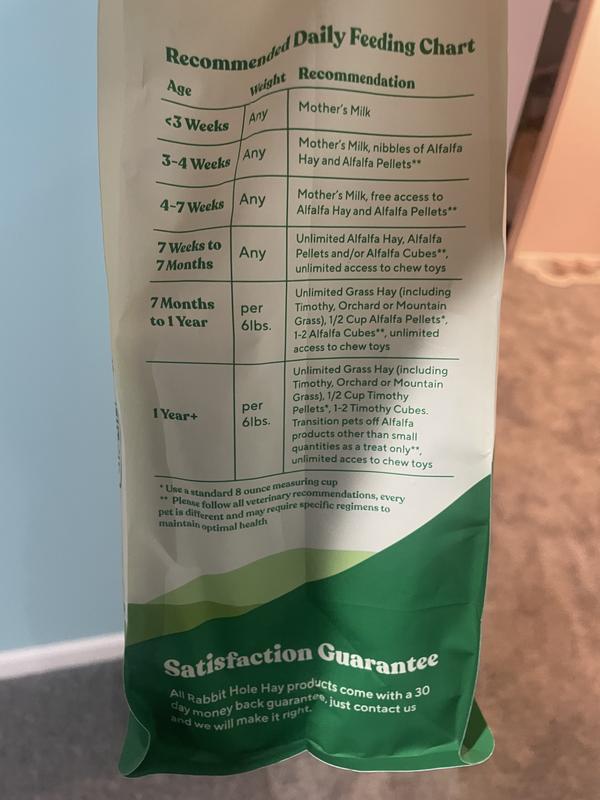 Recommended Daily Feeding Chart
Age Weight Recommendation
<3 Weeks Any Mother's Milk
3-4 Weeks Any Mother's Milk, nibbles of Alfalfa
Hay and Alfalfa Pellets**
4-7 Weeks Any Mother's Milk, free access to
Alfalfa Hay and Alfalfa Pellets**
7 Weeks to
7 Months
Any
Unlimited Alfalfa Hay, Alfalfa
Pellets and/or Alfalfa Cubes**,
unlimited access to chew toys
7 Months
to 1 Year
per
6lbs.
Unlimited Grass Hay (including
Timothy, Orchard or Mountain
Grass), 1/2 Cup Alfalfa Pellets*,
1-2 Alfalfa Cubes**, unlimited
access to chew toys
1 Year+
per
6lbs.
Unlimited Grass Hay (including
Timothy, Orchard or Mountain
Grass), 1/2 Cup Timothy
Pellets*, 1-2 Timothy Cubes.
Transition pets off Alfalfa
products other than small
quantities as a treat only**,
unlimited acces to chew toys
* Use a standard 8 ounce measuring cup
** Please follow all veterinary recommendations, every
pet is different and may require specific regimens to
maintain optimal health
Satisfaction Guarantee
All Rabbit Hole Hay products come with a 30
day money back guarantee, just contact us
and we will make it right.